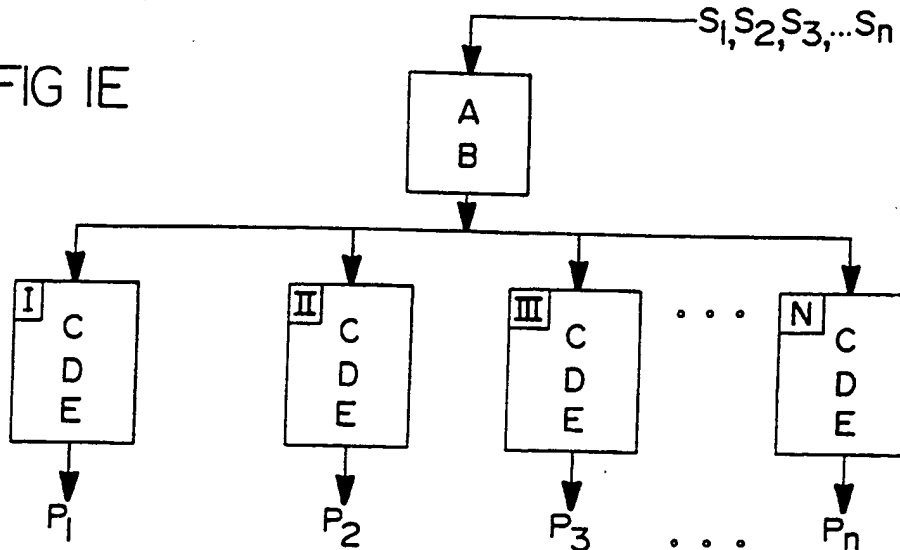 S1,S2,S3,...Sn
FIG 1E
A
B
I
II
III
N
C
C
C
C
D
D
D
D
E
E
E
E
P1
P2
P3
Pn